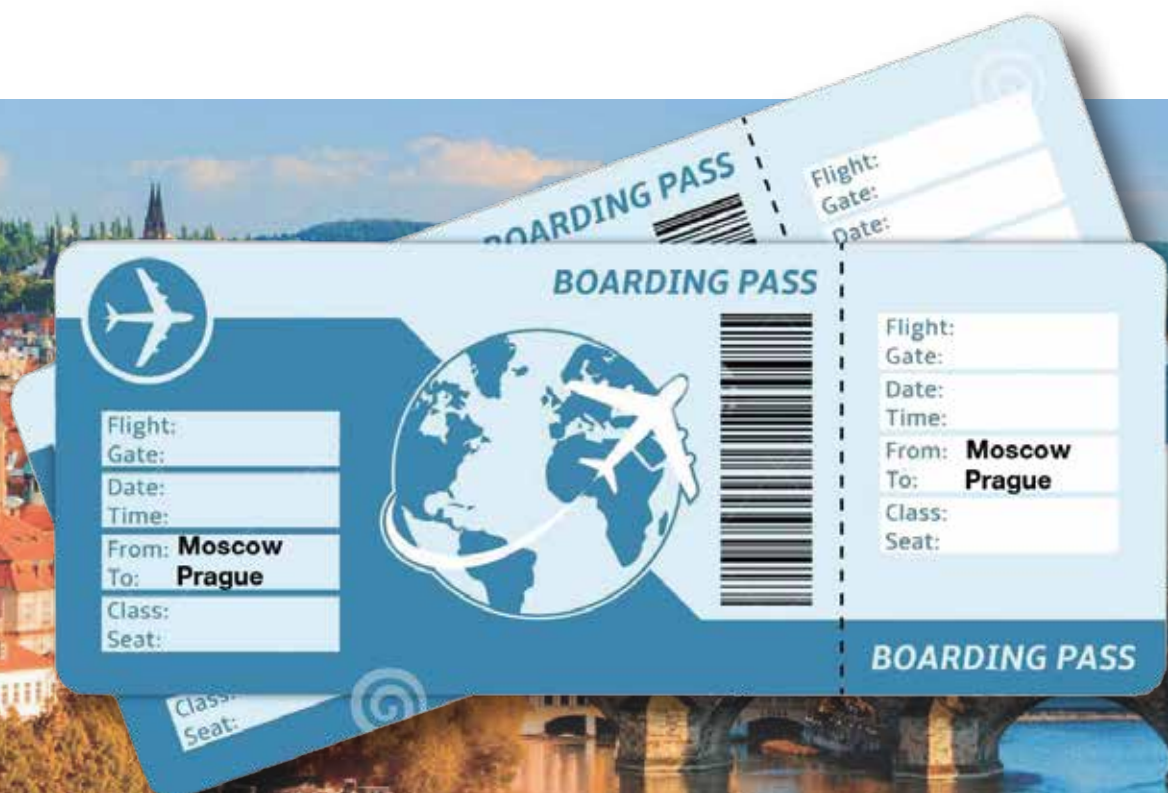 BOARDING PASS
Flight:
Gate:
Date:
BOARDING PASS
Flight:
Gate:
Date:
Time:
From: Moscow
To: Prague
Class:
Seat:
Flight:
Gate:
Date:
Time:
From: Moscow
To: Prague
Class:
Seat:
BOARDING PASS
Class:
Seat: